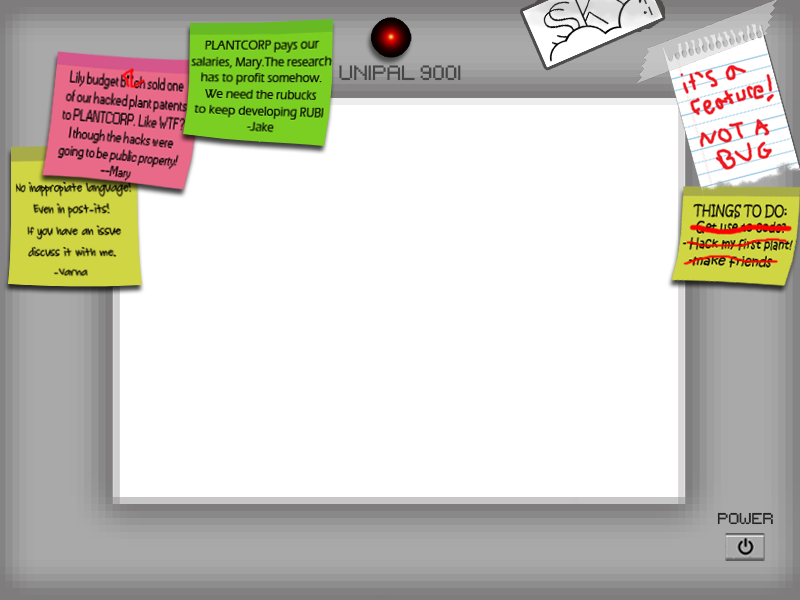 Lily budget bitch sold one
of our hacked plant patents
to PLANTCORP. Like WTF?
I though the hacks were
going to be public property!
--Mary
PLANTCORP pays our
salaries, Mary.The research
has to profit somehow.
We need the rubucks
to keep developing RUBI
-Jake
No inappropiate language!
Even in post-its!
If you have an issue
discuss it with me.
-Varna
UNIPAL 9001
it's a
feature!
NOT A
BUG
THINGS TO DO:
- Get use to Godot
- Hack my first plant!
-make friends
POWER